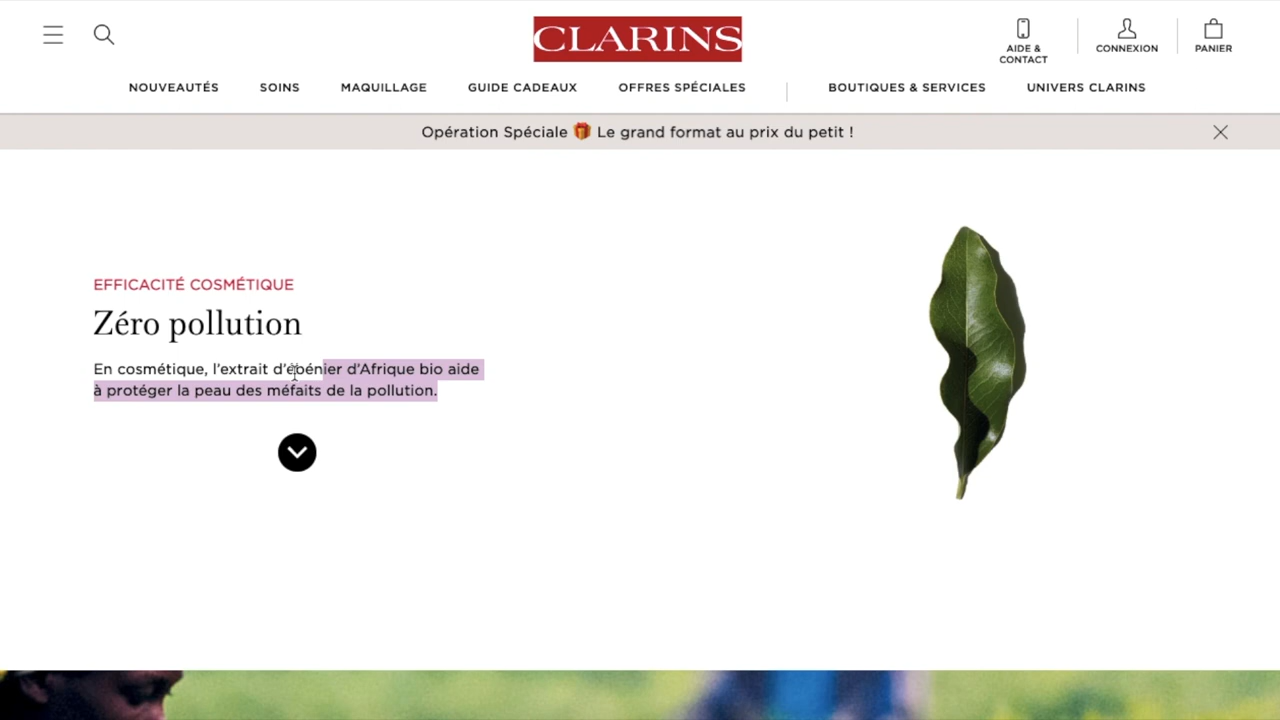 CLARINS
AIDE &
CONTACT
CONNEXION
PANIER
NOUVEAUTÉS
SOINS
MAQUILLAGE
GUIDE CADEAUX
OFFRES SPÉCIALES
BOUTIQUES & SERVICES
UNIVERS CLARINS
Opération Spéciale 🎁 Le grand format au prix du petit !
EFFICACITÉ COSMÉTIQUE
Zéro pollution
En cosmétique, l’extrait d’ébénier d’Afrique bio aide
à protéger la peau des méfaits de la pollution.